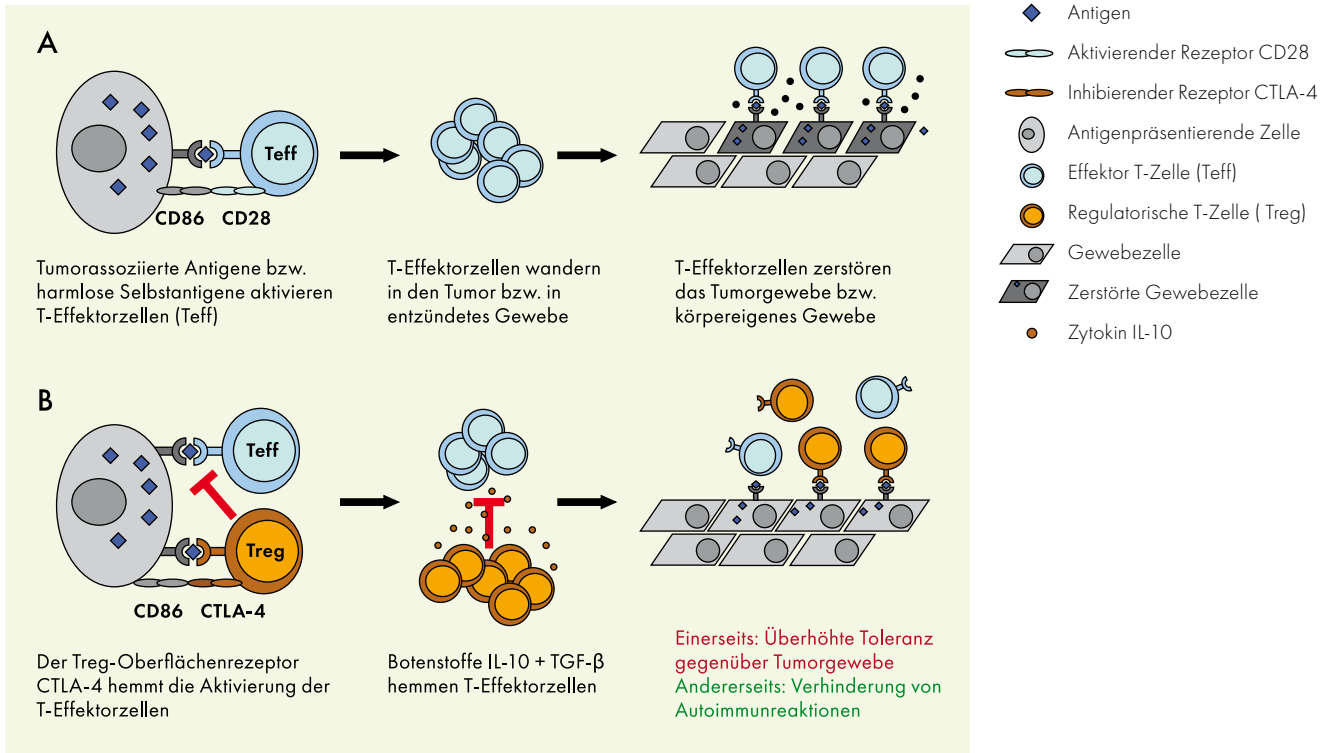 A
Teff
CD86 CD28
Tumorassoziierte Antigene bzw.
harmlose Selbstantigene aktivieren
T-Effektorzellen (Teff)
T-Effektorzellen wandern
in den Tumor bzw. in
entzündetes Gewebe
T-Effektorzellen zerstören
das Tumorgewebe bzw.
körpereigenes Gewebe
B
Teff
Treg
CD86 CTLA-4
Der Treg-Oberflächenrezeptor
CTLA-4 hemmt die Aktivierung der
T-Effektorzellen
Botenstoffe IL-10 + TGF-β
hemmen T-Effektorzellen
Einerseits: Überhöhte Toleranz
gegenüber Tumorgewebe
Andererseits: Verhinderung von
Autoimmunreaktionen
Antigen
Aktivierender Rezeptor CD28
Inhibierender Rezeptor CTLA-4
Antigenpräsentierende Zelle
Effektor T-Zelle (Teff)
Regulatorische T-Zelle ( Treg)
Gewebezelle
Zerstörte Gewebezelle
Zytokin IL-10